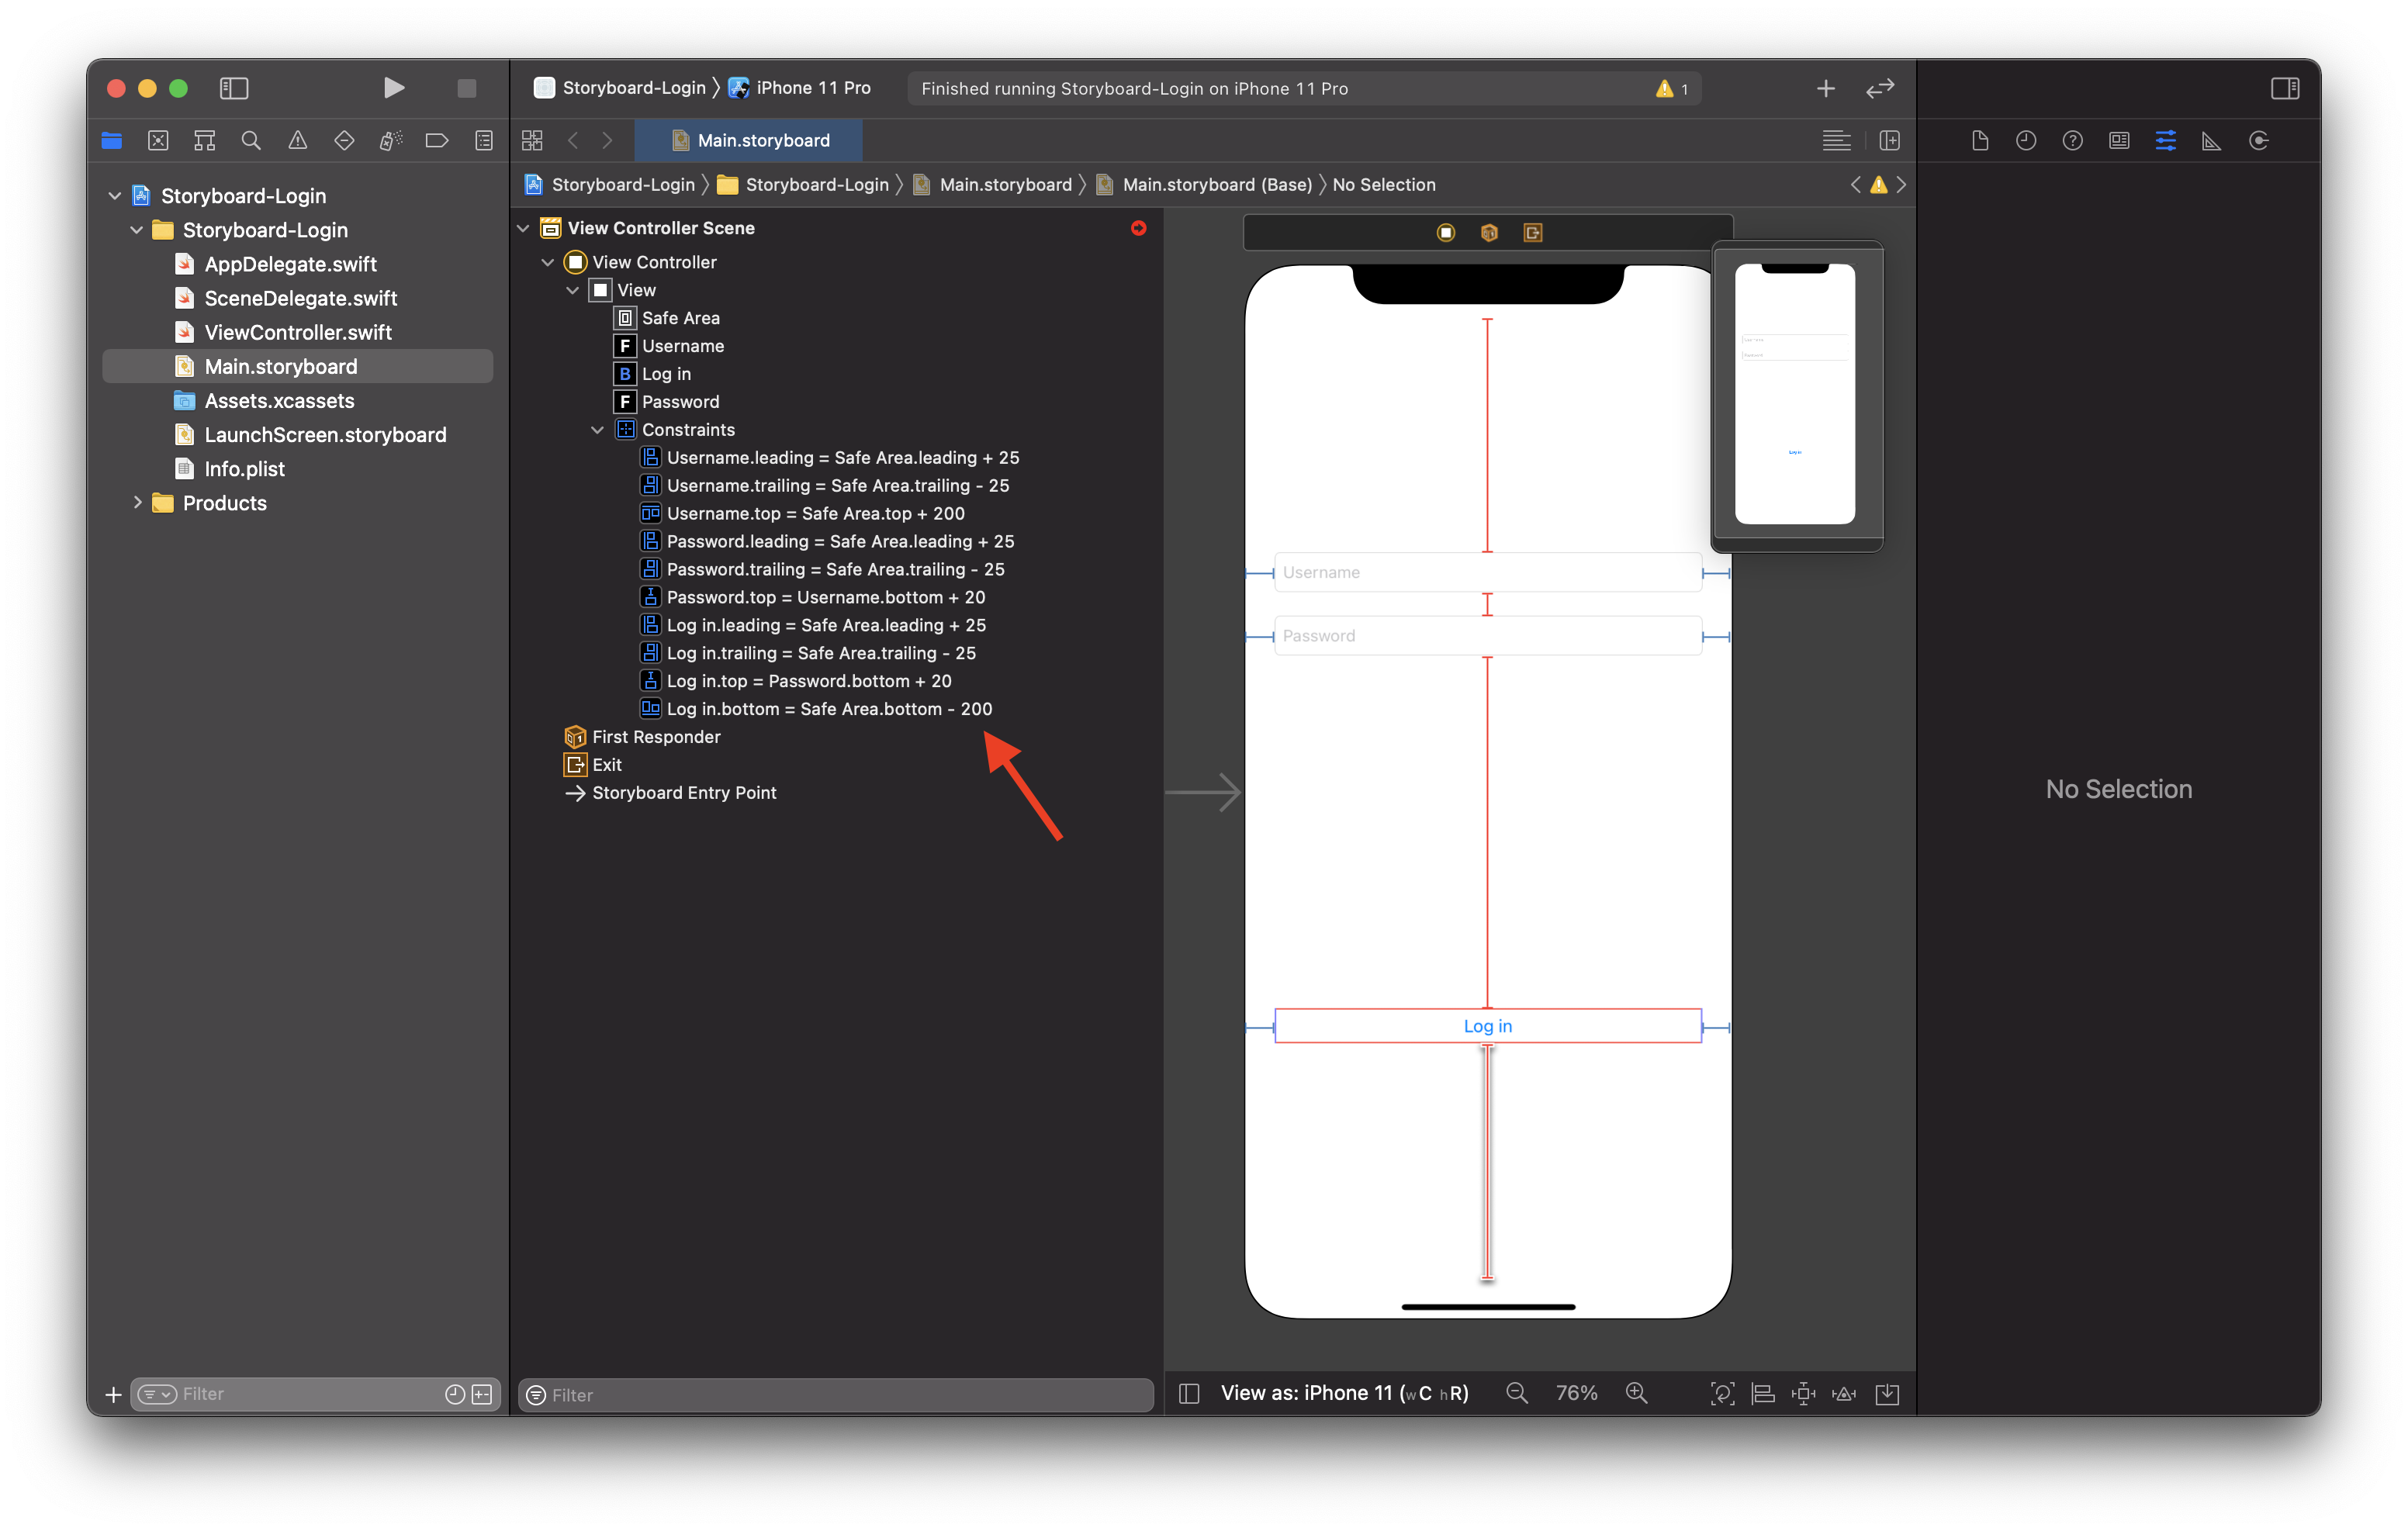 Storyboard-Login
iPhone 11 Pro
Finished running Storyboard-Login on iPhone 11 Pro
1
Main.storyboard
Storyboard-Login
Storyboard-Login
AppDelegate.swift
SceneDelegate.swift
ViewController.swift
Main.storyboard
Assets.xcassets
LaunchScreen.storyboard
Info.plist
Products
Filter
Storyboard-Login
Storyboard-Login
Main.storyboard
Main.storyboard (Base)
No Selection
View Controller Scene
View Controller
View
Safe Area
F Username
B Log in
F Password
Constraints
Username.leading = Safe Area.leading + 25
Username.trailing = Safe Area.trailing - 25
Username.top = Safe Area.top + 200
Password.leading = Safe Area.leading + 25
Password.trailing = Safe Area.trailing - 25
Password.top = Username.bottom + 20
Log in.leading = Safe Area.leading + 25
Log in.trailing = Safe Area.trailing - 25
Log in.top = Password.bottom + 20
Log in.bottom = Safe Area.bottom - 200
First Responder
Exit
Storyboard Entry Point
Filter
Username
Password
Log in
Password
Log in
View as: iPhone 11 (wC hR)
76%
No Selection